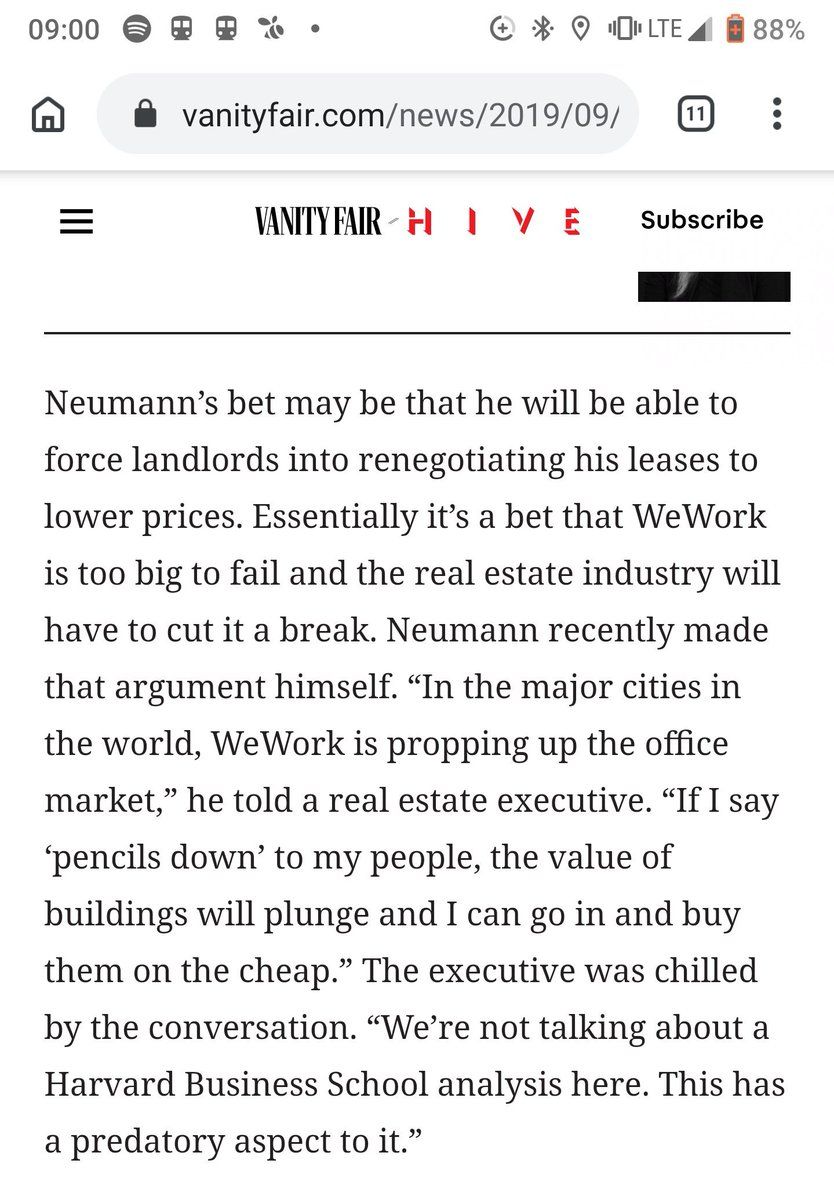 09:00 LTE 88%
vanityfair.com/news/2019/09/ 11
VANITY FAIR HIVE Subscribe
Neumann’s bet may be that he will be able to
force landlords into renegotiating his leases to
lower prices. Essentially it’s a bet that WeWork
is too big to fail and the real estate industry will
have to cut it a break. Neumann recently made
that argument himself. “In the major cities in
the world, WeWork is propping up the office
market,” he told a real estate executive. “If I say
‘pencils down’ to my people, the value of
buildings will plunge and I can go in and buy
them on the cheap.” The executive was chilled
by the conversation. “We’re not talking about a
Harvard Business School analysis here. This has
a predatory aspect to it.”